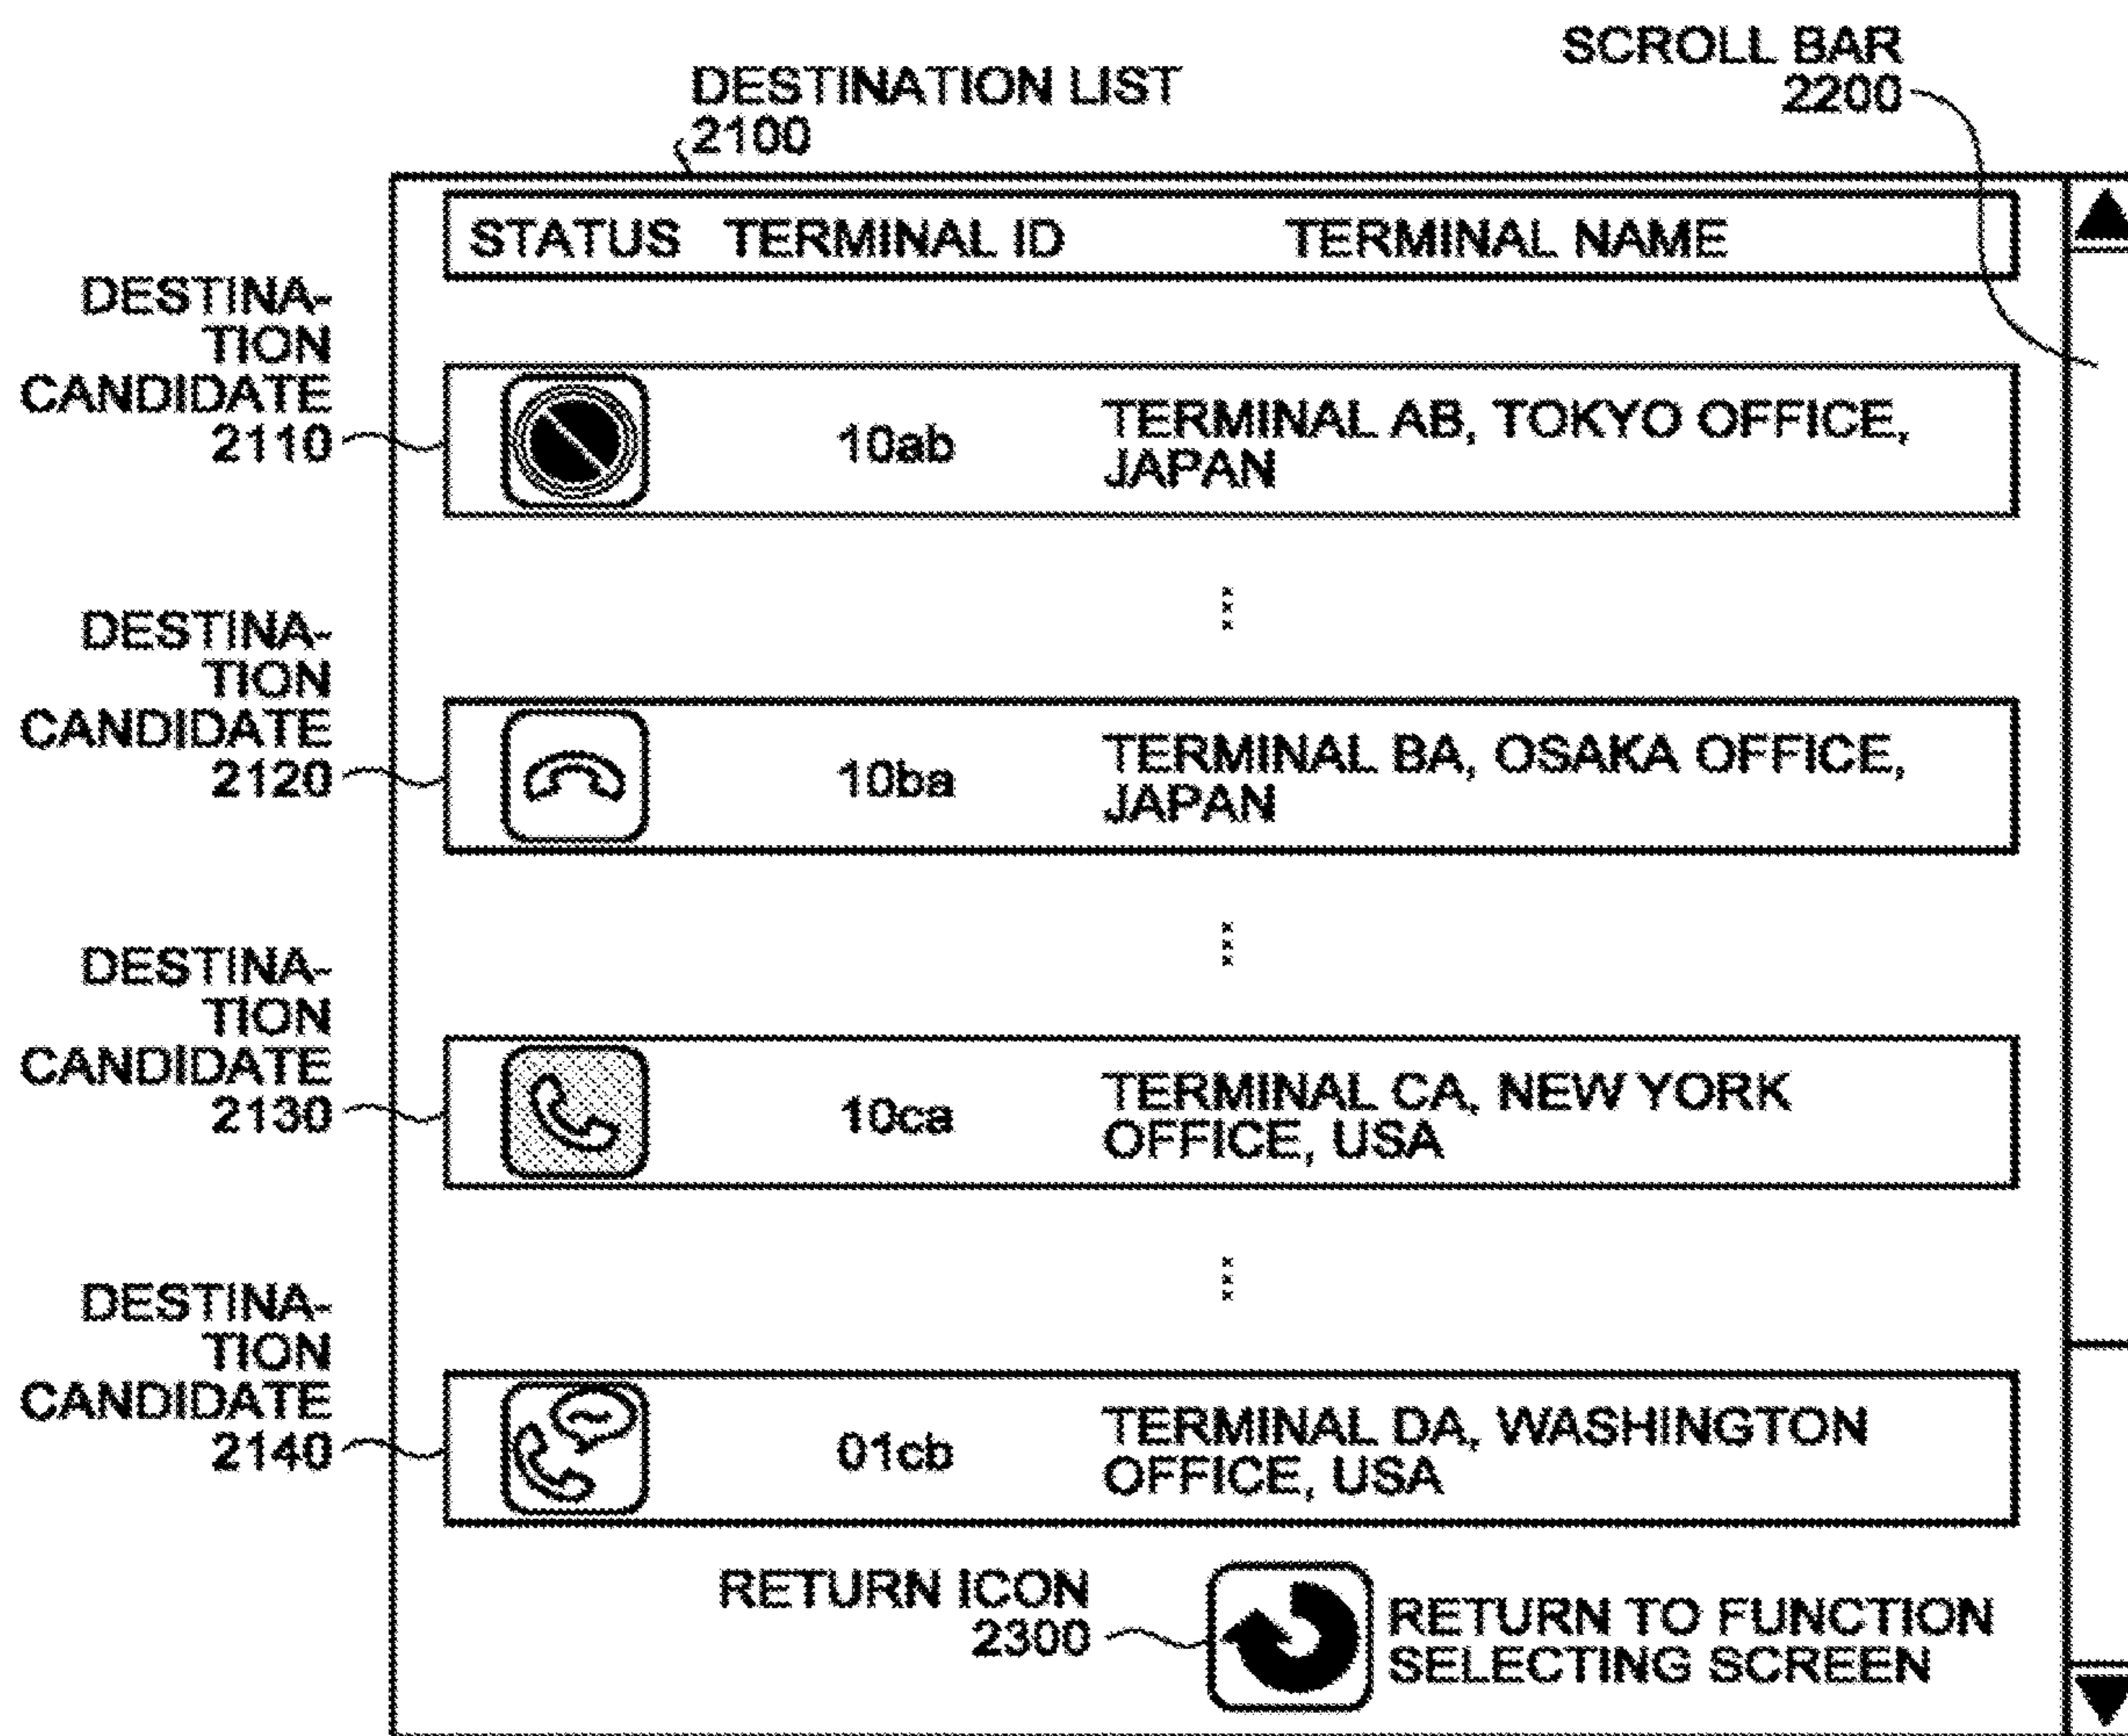 DESTINATION LIST
2100
SCROLL BAR
2200
STATUS TERMINAL ID TERMINAL NAME
DESTINA-
TION
CANDIDATE
2110
10ab
TERMINAL AB, TOKYO OFFICE,
JAPAN
DESTINA-
TION
CANDIDATE
2120
10ba
TERMINAL BA, OSAKA OFFICE,
JAPAN
DESTINA-
TION
CANDIDATE
2130
10ca
TERMINAL CA, NEW YORK
OFFICE, USA
DESTINA-
TION
CANDIDATE
2140
01cb
TERMINAL DA, WASHINGTON
OFFICE, USA
RETURN ICON
2300
RETURN TO FUNCTION
SELECTING SCREEN